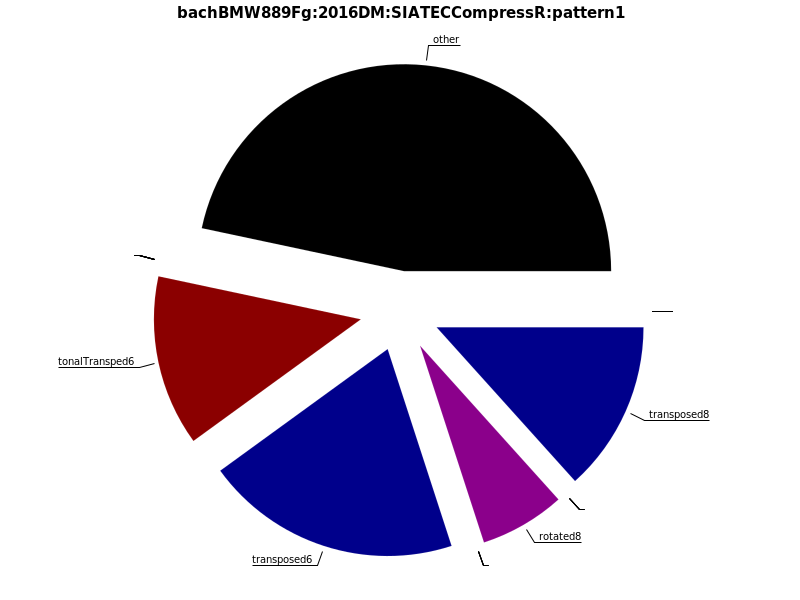 bachBMW889Fg:2016DM:SIATECCompressR:pattern1
other
tonalTransped6
transposed8
rotated8
transposed6